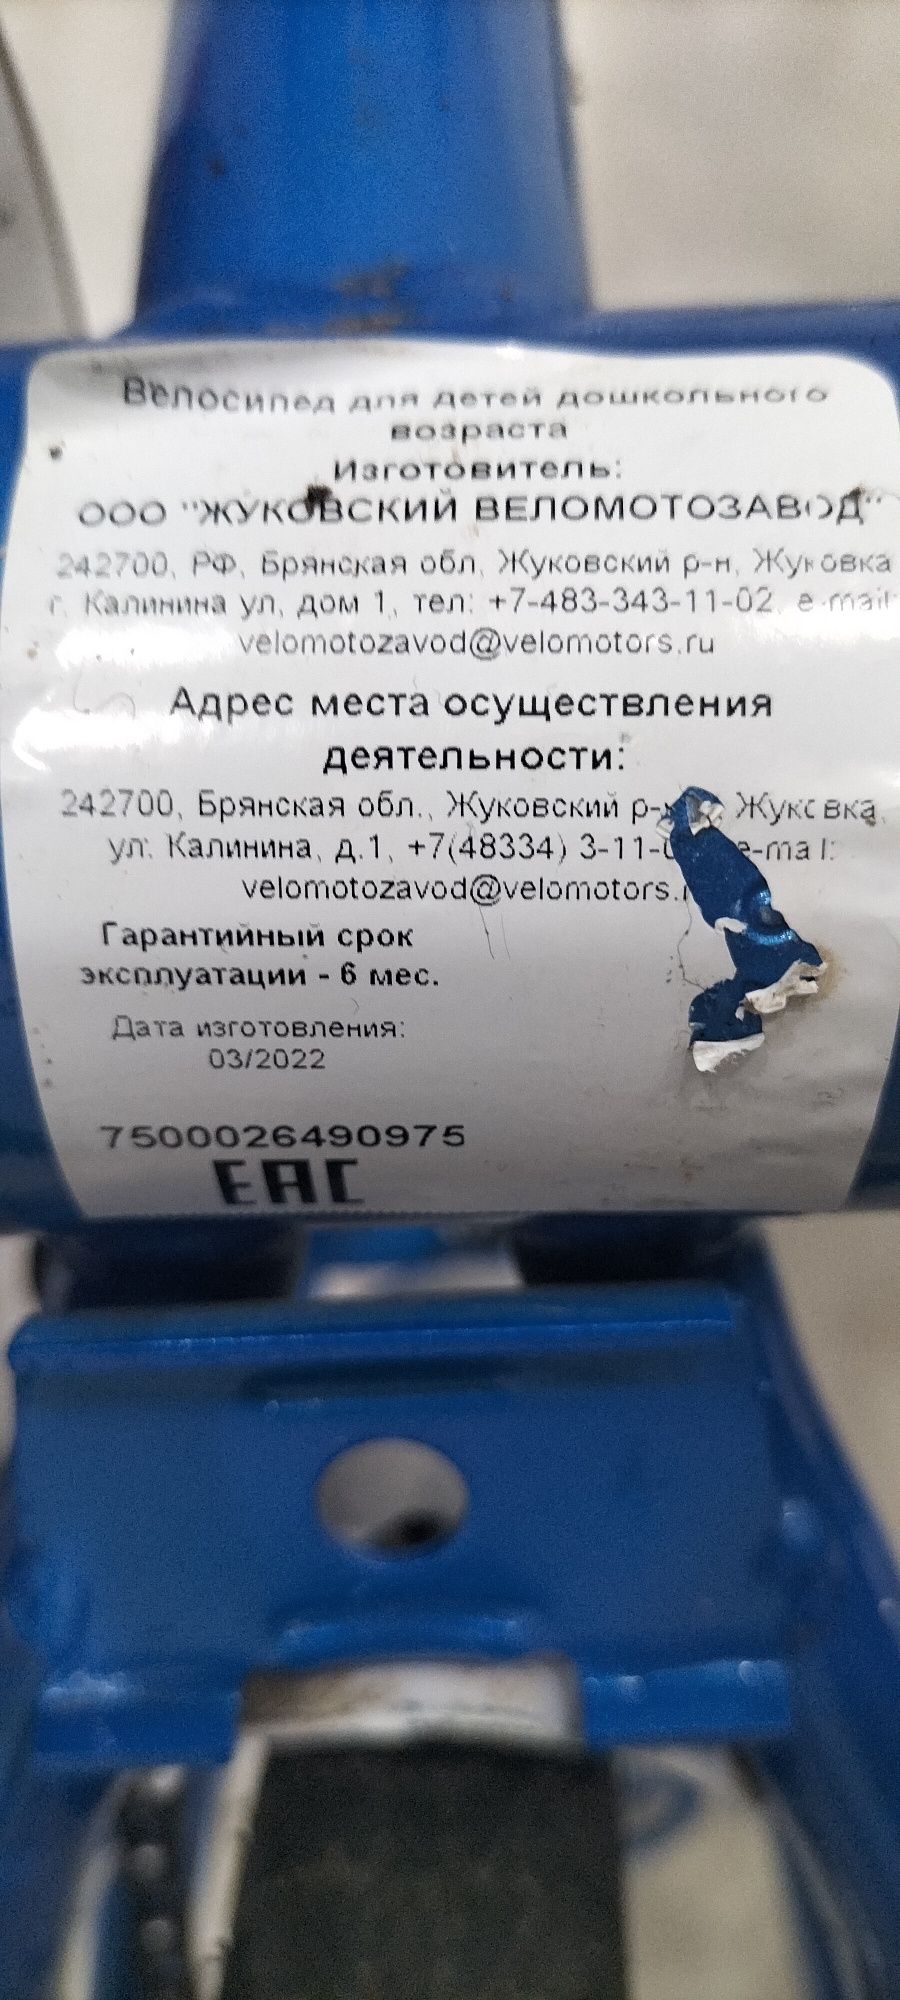 Велосипед для детей дошкольного
возраста
Изготовитель:
ООО "ЖУКОВСКИЙ ВЕЛОМОТОЗАВОД"
242700, РФ, Брянская обл, Жуковский р-н, Жуковка
г, Калинина ул, дом 1, тел: +7-483-343-11-02, e-mail:
velomotozavod@velomotors.ru
Адрес места осуществления
деятельности:
242700, Брянская обл., Жуковский Жуковка,
ул. Калинина, д.1, +7(48334) e-mail:
velomotozavod@velomotors.
Гарантийный срок
эксплуатации - 6 мес.
Дата изготовления:
03/2022
7500026490975
EAC